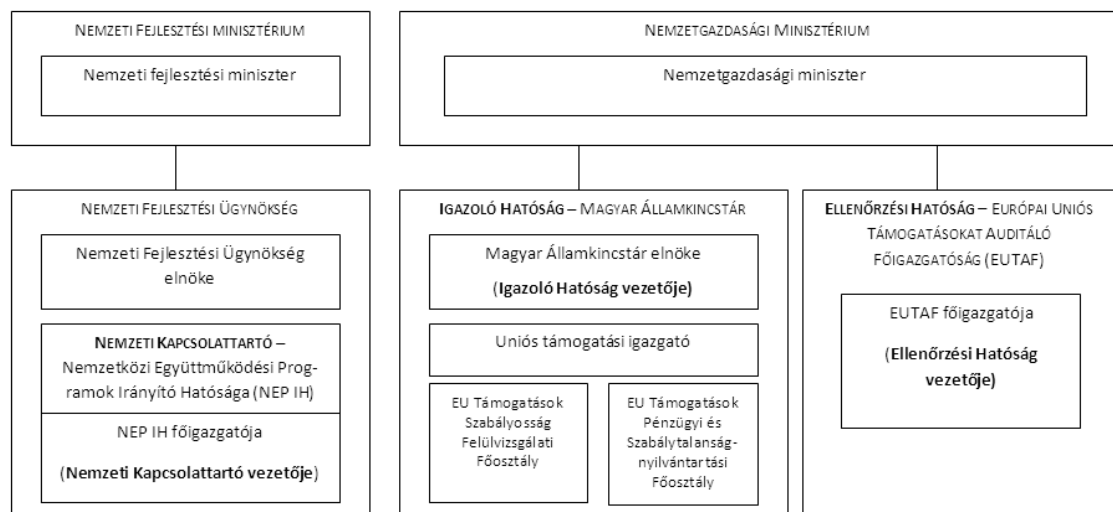 NEMZETI FEJLESZTÉSI MINISZTÉRIUM
Nemzeti fejlesztési miniszter
NEMZETGAZDASÁGI MINISZTÉRIUM
Nemzetgazdasági miniszter
NEMZETI FEJLESZTÉSI ÜGYNÖKSÉG
Nemzeti Fejlesztési Ügynökség
elnöke
NEMZETI KAPCSOLATTARTÓ –
Nemzetközi Együttműködési Prog-
ramok Irányító Hatósága (NEP IH)
NEP IH főigazgatója
(Nemzeti Kapcsolattartó vezetője)
IGAZOLÓ HATÓSÁG – MAGYAR ÁLLAMKINCSTÁR
Magyar Államkincstár elnöke
(Igazoló Hatóság vezetője)
Uniós támogatási igazgató
EU Támogatások
Szabályosság
Felülvizsgálati
Főosztály
EU Támogatások
Pénzügyi és
Szabálytalanság-
nyilvántartási
Főosztály
ELLENŐRZÉSI HATÓSÁG – EURÓPAI UNIÓS
TÁMOGATÁSOKAT AUDITÁLÓ
FŐIGAZGATÓSÁG (EUTAF)
EUTAF főigazgatója
(Ellenőrzési Hatóság
vezetője)